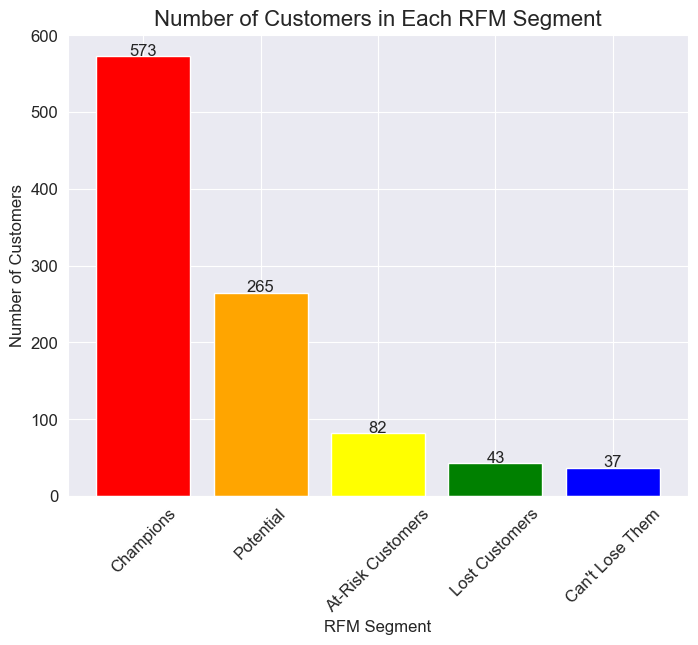 Number of Customers in Each RFM Segment
Number of Customers
600
500
400
300
200
100
0
573
265
82
43
37
Champions
Potential
At-Risk Customers
Lost Customers
Can't Lose Them
RFM Segment